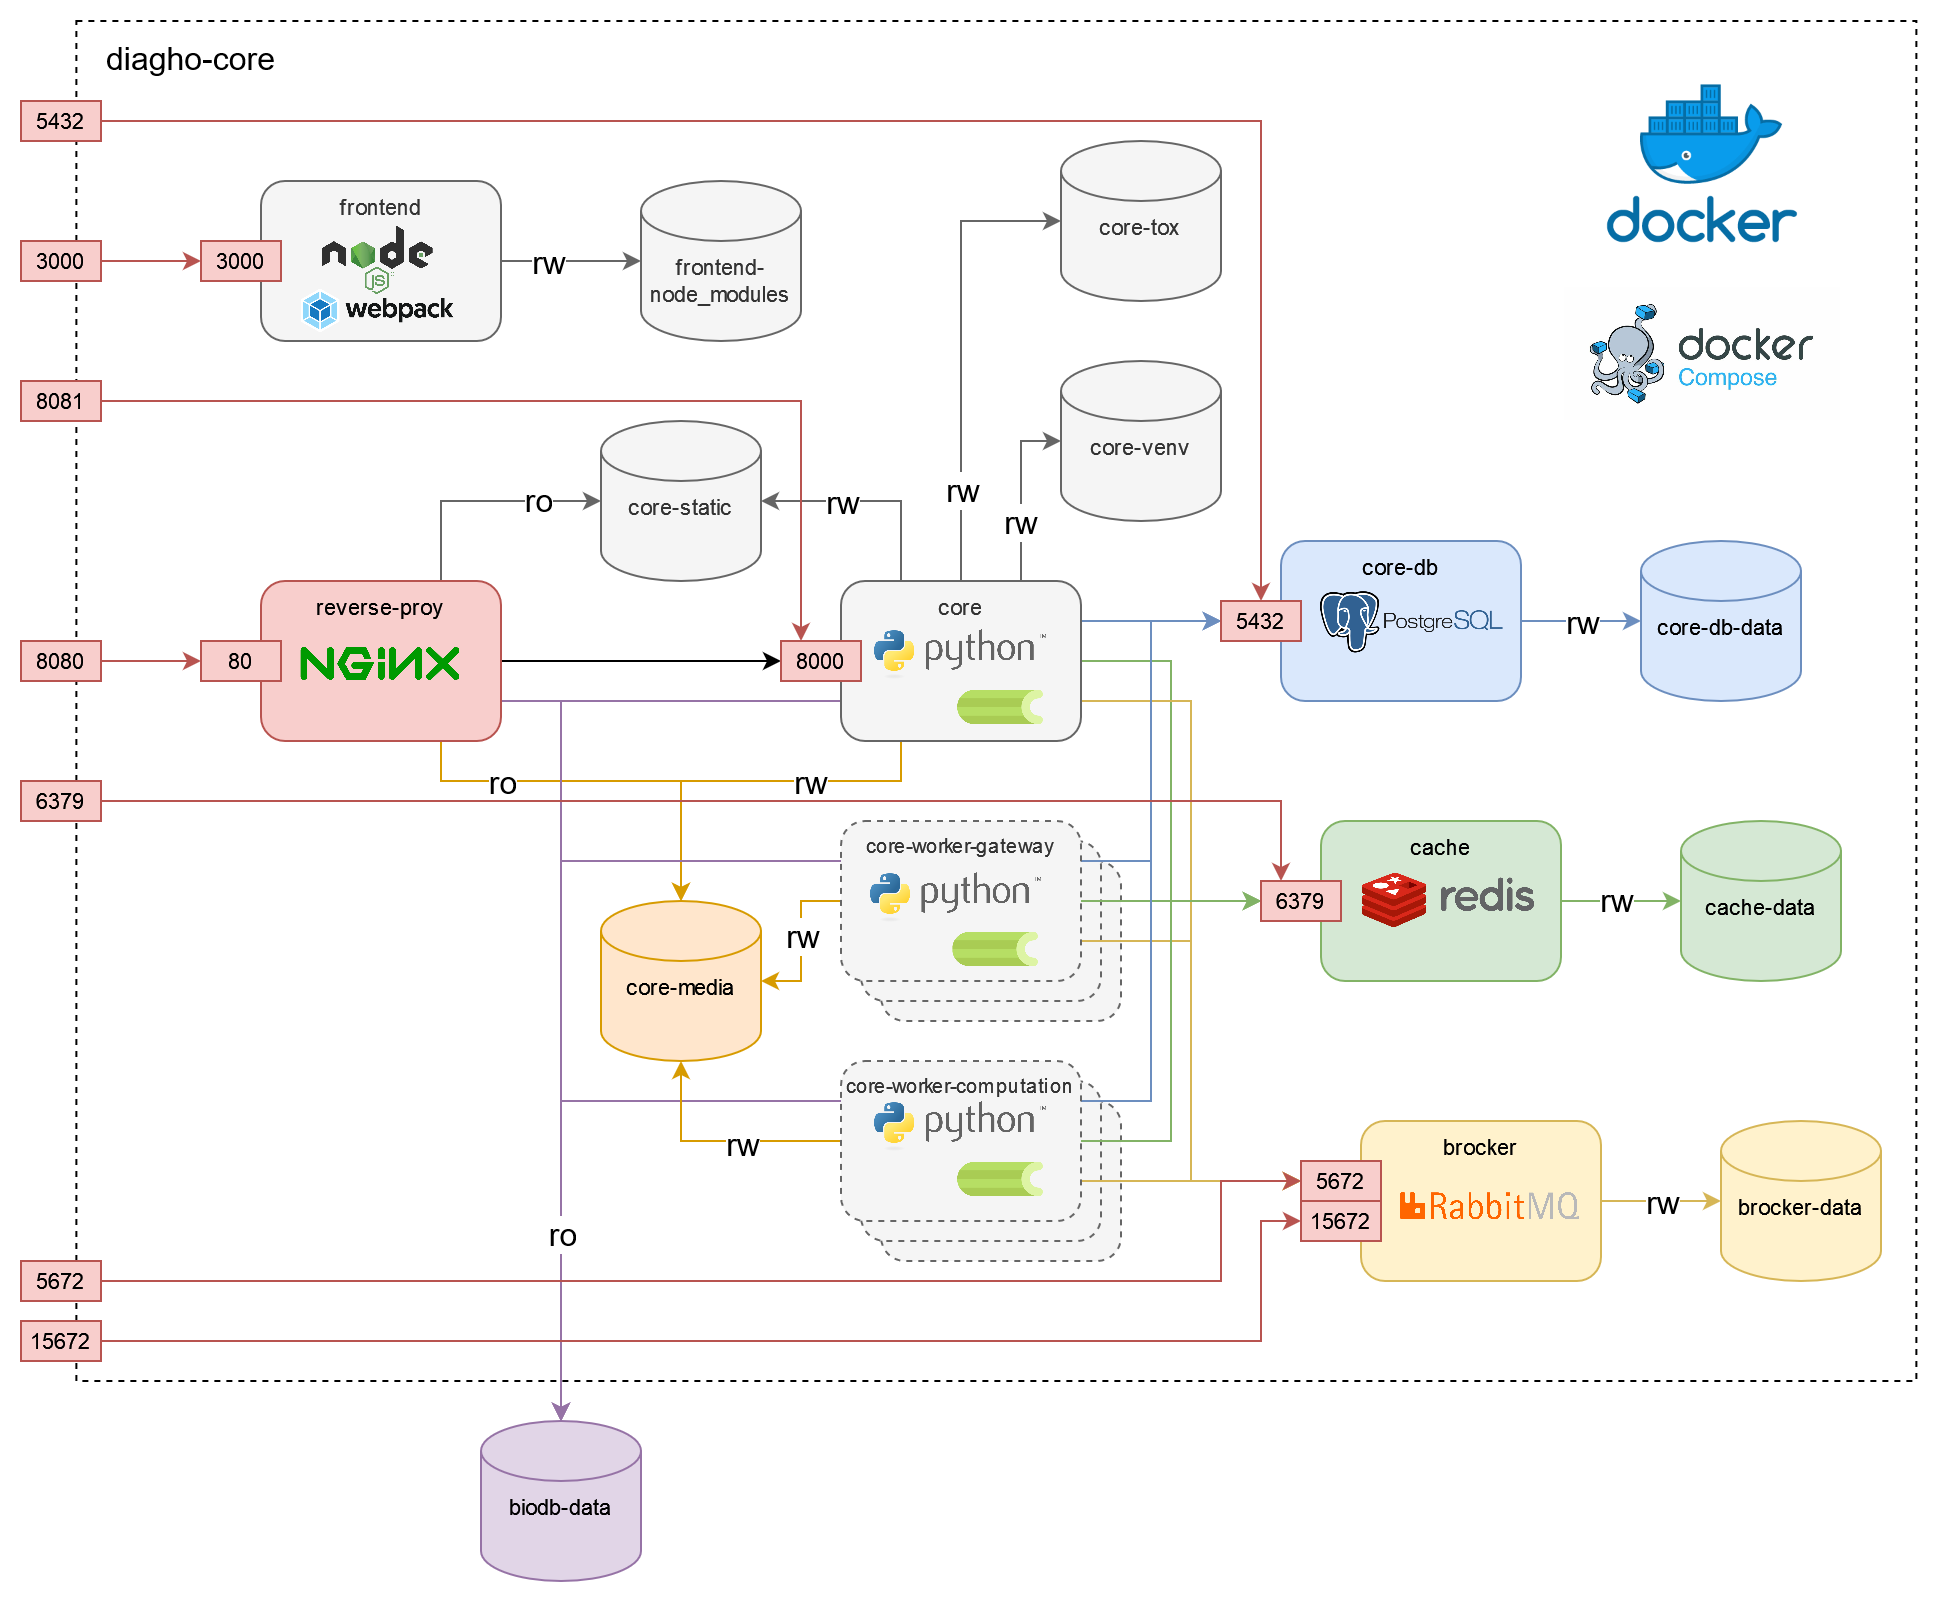 diagho-core
5432
docker
docker
Compose
frontend
node
JS
webpack
3000
3000
rw
frontend-
node_modules
core-tox
8081
core-venv
ro
core-static
rw
rw
rw
reverse-proy
NGINX
8080
80
core
python™
8000
core-db
PostgreSQL
5432
rw
core-db-data
ro
rw
6379
core-worker-gateway
python™
rw
core-media
cache
redis
6379
rw
cache-data
core-worker-computation
python™
rw
brocker
RabbitMQ
5672
15672
rw
brocker-data
ro
5672
15672
biodb-data